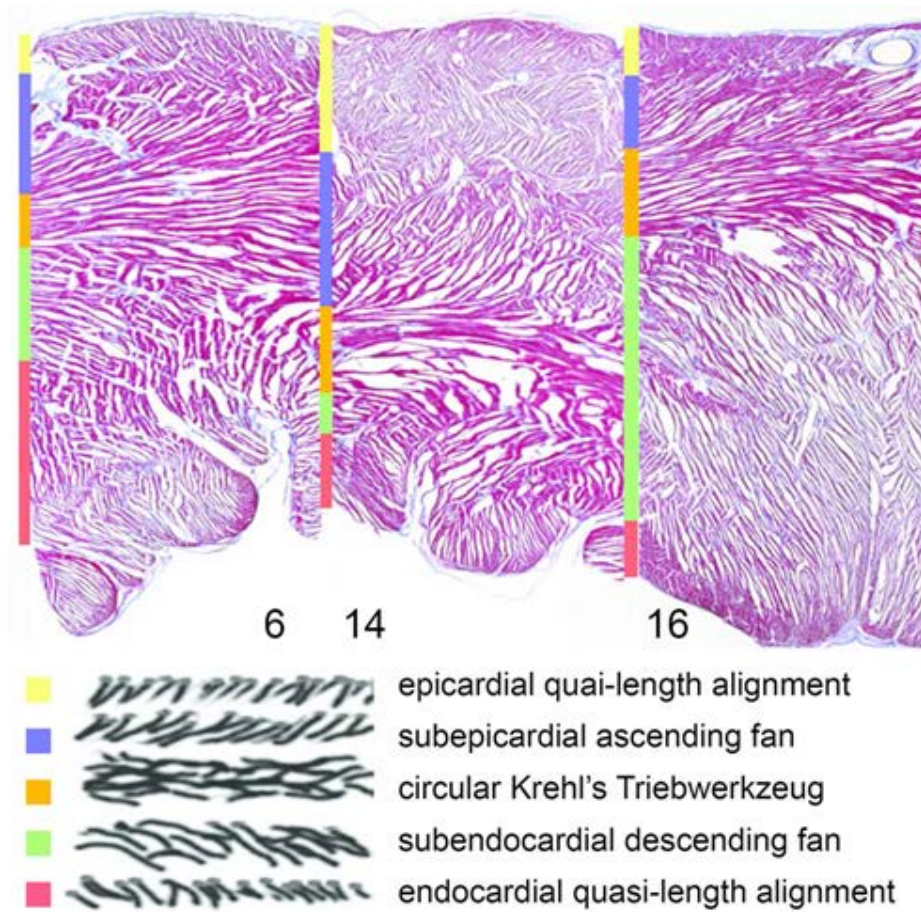 6 14 16
epicardial quai-length alignment
subepicardial ascending fan
circular Krehl's Triebwerkzeug
subendocardial descending fan
endocardial quasi-length alignment